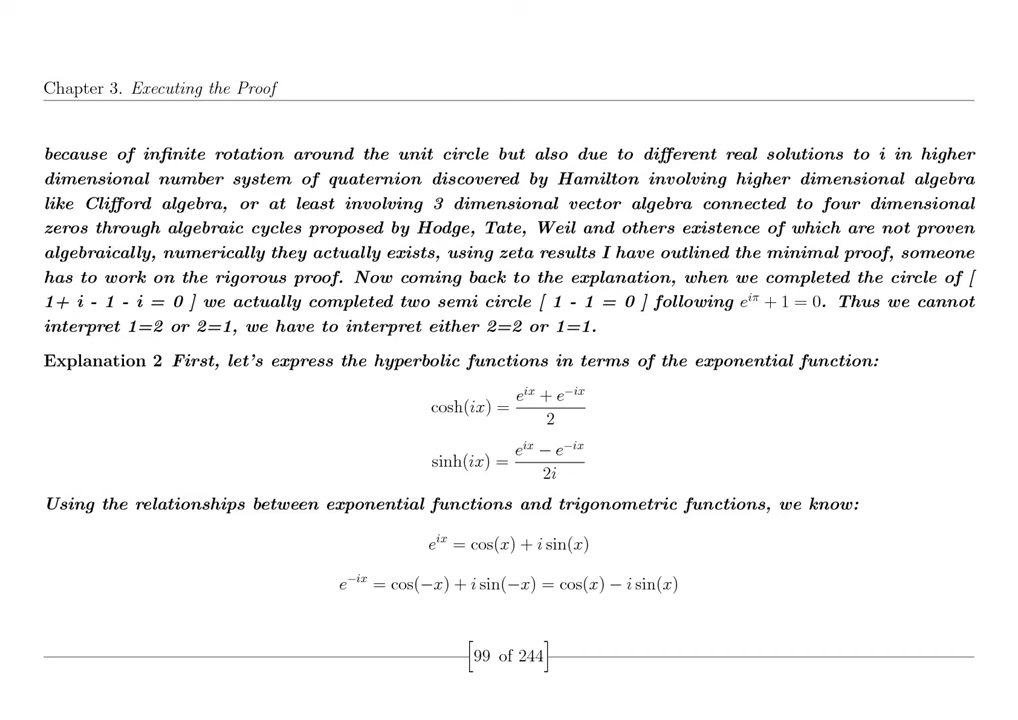 Chapter 3. Executing the Proof
because of infinite rotation around the unit circle but also due to different real solutions to i in higher
dimensional number system of quaternion discovered by Hamilton involving higher dimensional algebra
like Clifford algebra, or at least involving 3 dimensional vector algebra connected to four dimensional
zeros through algebraic cycles proposed by Hodge, Tate, Weil and others existence of which are not proven
algebraically, numerically they actually exists, using zeta results I have outlined the minimal proof, someone
has to work on the rigorous proof. Now coming back to the explanation, when we completed the circle of [
1+ i - 1 - i = 0 ] we actually completed two semi circle [ 1 - 1 = 0 ] following e^{iπ} + 1 = 0. Thus we cannot
interpret 1=2 or 2=1, we have to interpret either 2=2 or 1=1.
Explanation 2 First, let's express the hyperbolic functions in terms of the exponential function:
cosh(ix) = \frac{e^{ix} + e^{-ix}}{2}
sinh(ix) = \frac{e^{ix} − e^{-ix}}{2i}
Using the relationships between exponential functions and trigonometric functions, we know:
e^{ix} = cos(x) + i sin(x)
e^{-ix} = cos(−x) + i sin(−x) = cos(x) − i sin(x)
[99 of 244]